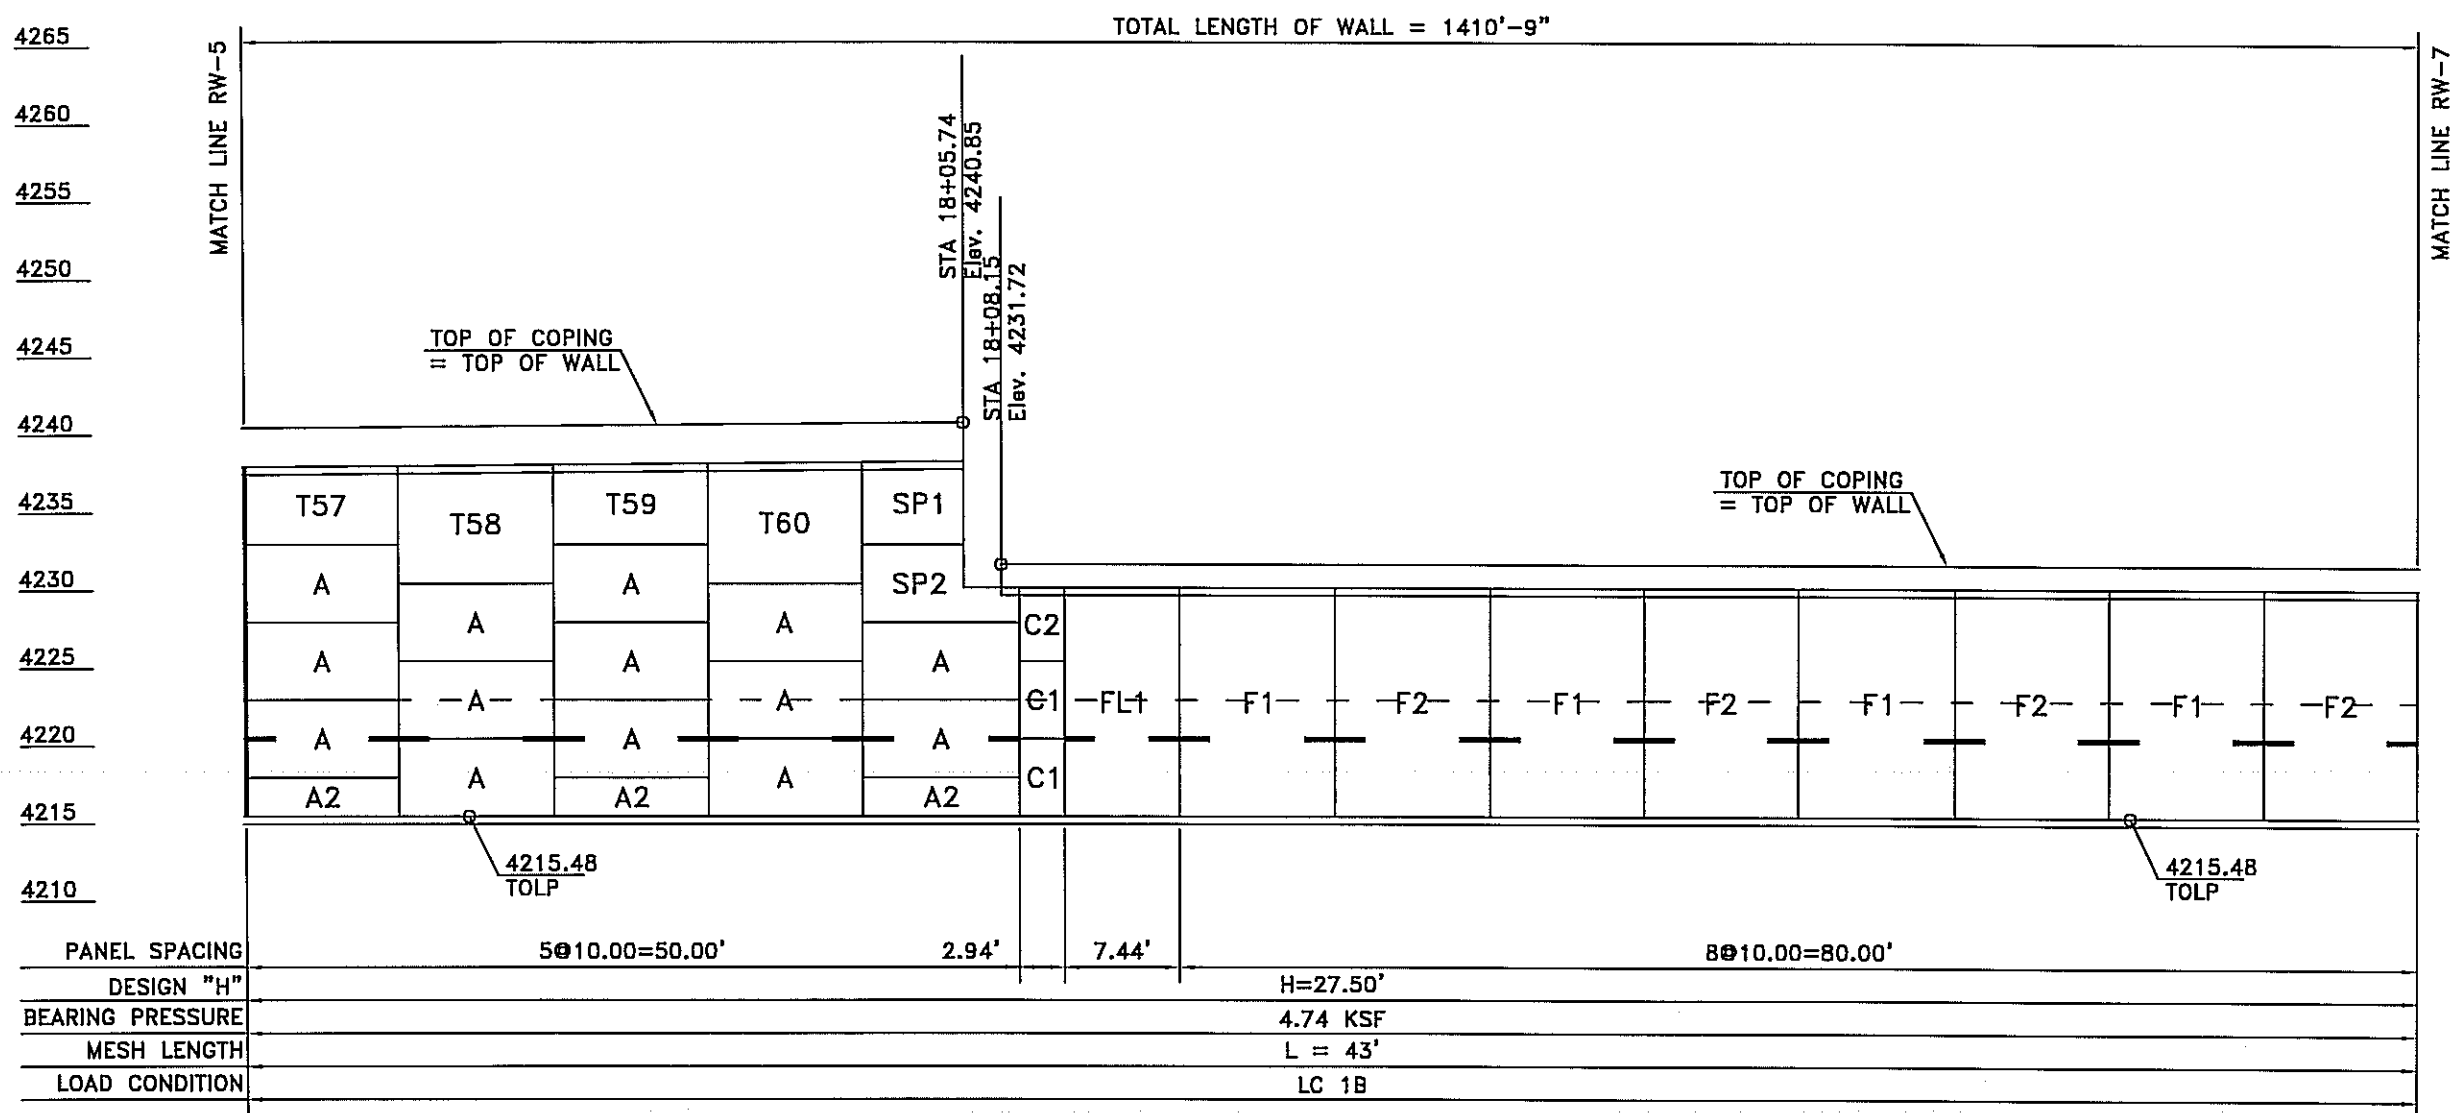 TOTAL LENGTH OF WALL = 1410'-9"
4265
4260
4255
4250
4245
4240
4235
4230
4225
4220
4215
4210
MATCH LINE RW-5
STA 18+05.74
Elev. 4240.85
STA 18+08.15
Elev. 4231.72
MATCH LINE RW-7
TOP OF COPING
= TOP OF WALL
TOP OF COPING
= TOP OF WALL
T57 T58 T59 T60 SP1
A A SP2
A A C2
A A A
A A C1 FL1 F1 F2 F1 F2 F1 F2 F1 F2
A A A
A A C1
A2 A2 A2
4215.48
TOLP
4215.48
TOLP
PANEL SPACING 5@10.00=50.00' 2.94' 7.44' 8@10.00=80.00'
DESIGN "H" H=27.50'
BEARING PRESSURE 4.74 KSF
MESH LENGTH L = 43'
LOAD CONDITION LC 1B